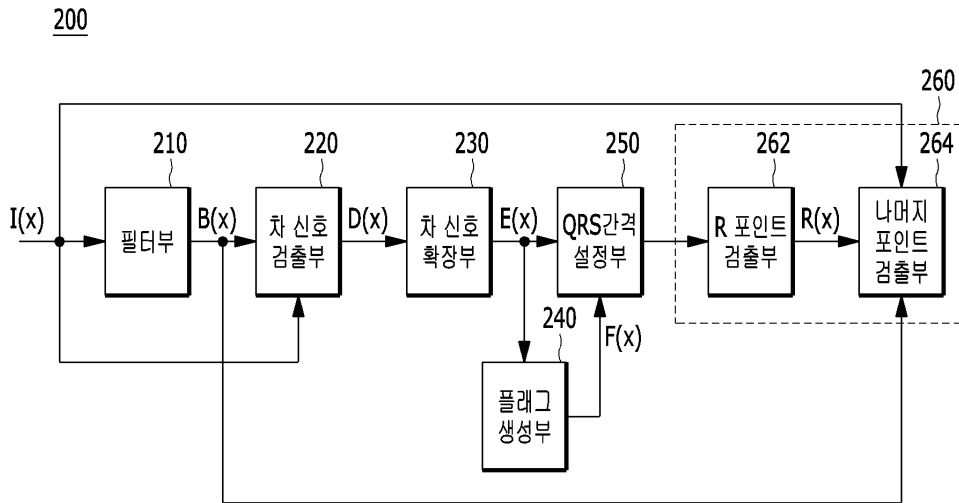 200
260
210
220
230
250
262
264
I(x)
필터부
B(x)
차 신호
검출부
D(x)
차 신호
확장부
E(x)
QRS간격
설정부
R 포인트
검출부
R(x)
나머지
포인트
검출부
240
F(x)
플래그
생성부